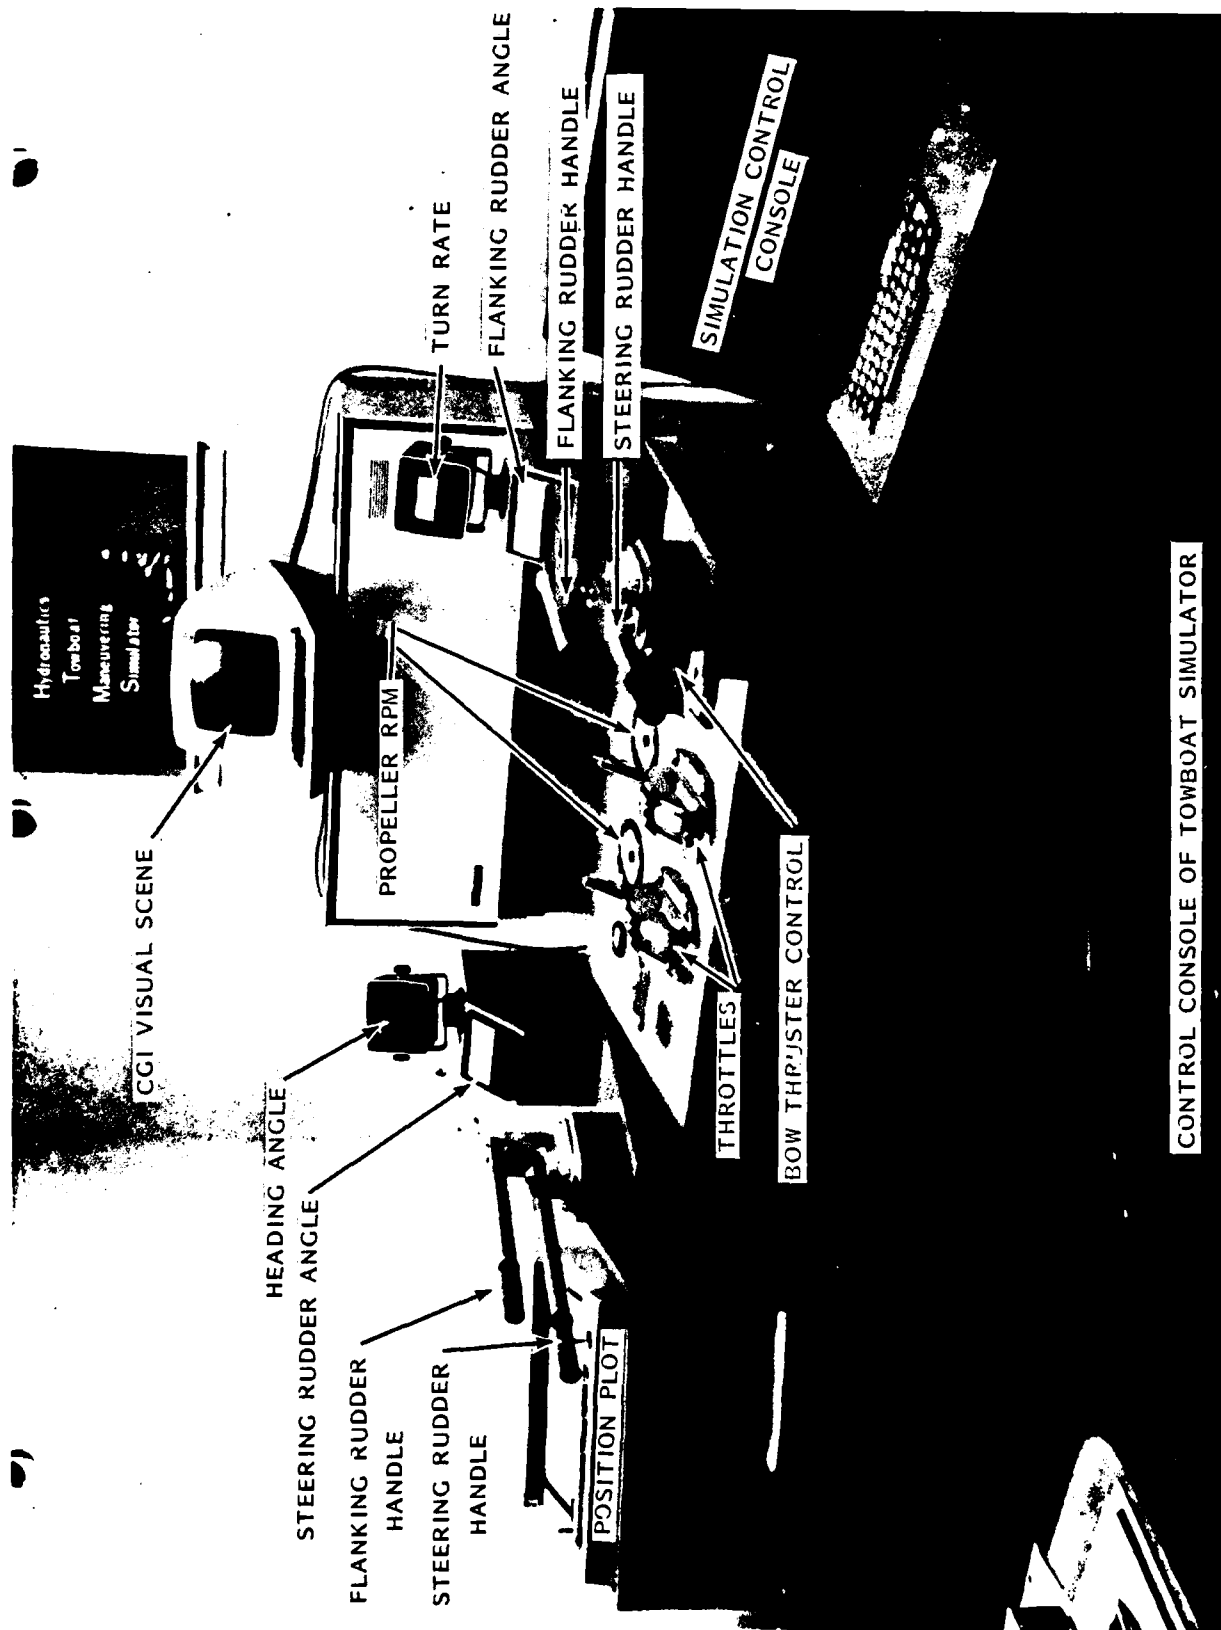 Hydronautics
Towboat
Maneuvering
Simulator
CGI VISUAL SCENE
HEADING ANGLE
STEERING RUDDER ANGLE
FLANKING RUDDER
HANDLE
STEERING RUDDER
HANDLE
POSITION PLOT
PROPELLER RPM
TURN RATE
FLANKING RUDDER ANGLE
FLANKING RUDDER HANDLE
STEERING RUDDER HANDLE
SIMULATION CONTROL
CONSOLE
THROTTLES
BOW THRUSTER CONTROL
CONTROL CONSOLE OF TOWBOAT SIMULATOR